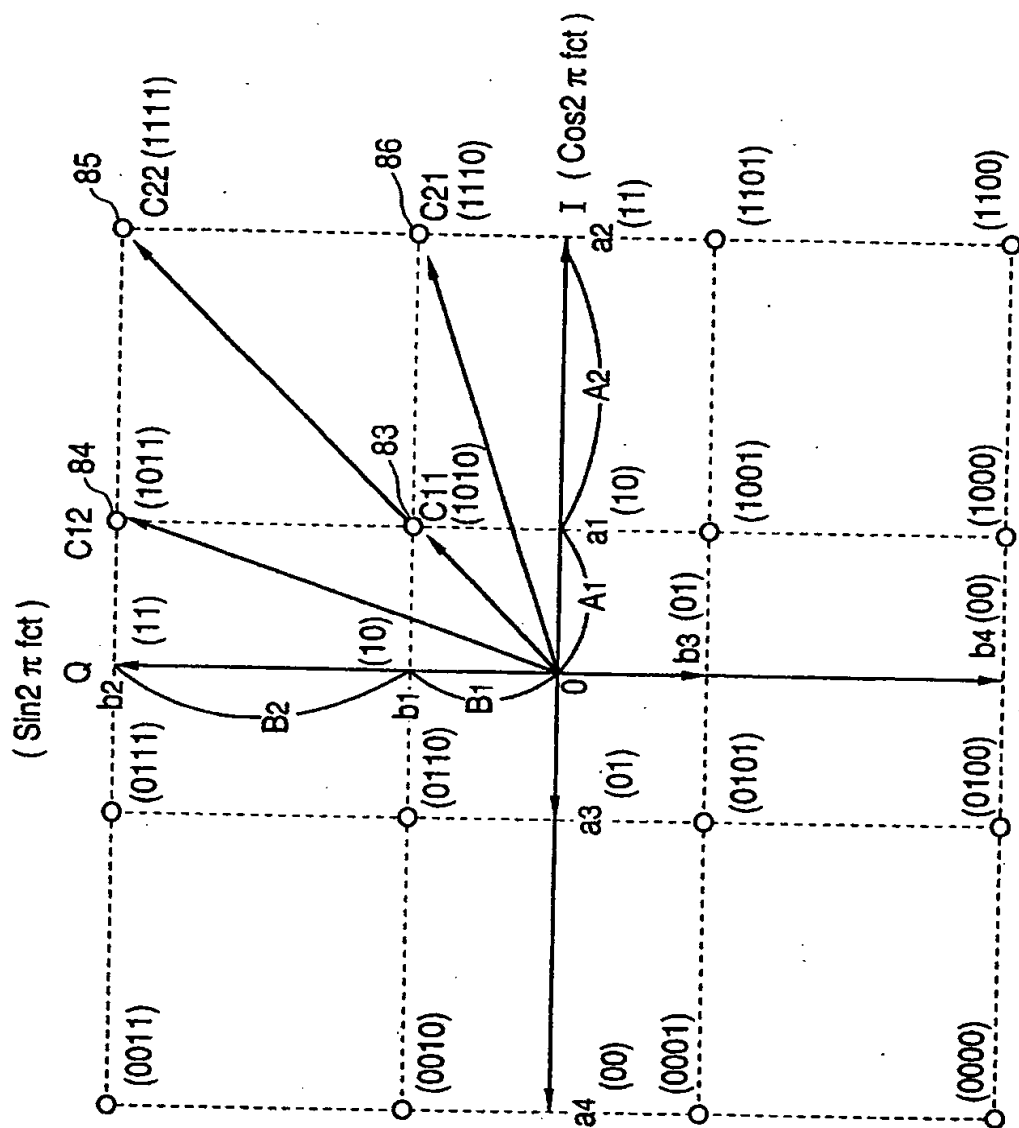 ( Sin2 π fct )
Q
C12
84
85
b2
(0011)
(0111)
(11)
(1011)
C22 (1111)
B2
83
86
b1
(10)
C11
(1010)
C21
(1110)
(0010)
(0110)
B1
A1
A2
0
I ( Cos2 π fct )
a4
(00)
a3
(01)
a1
(10)
a2
(11)
b3 (01)
(0001)
(0101)
(1001)
(1101)
b4 (00)
(0000)
(0100)
(1000)
(1100)